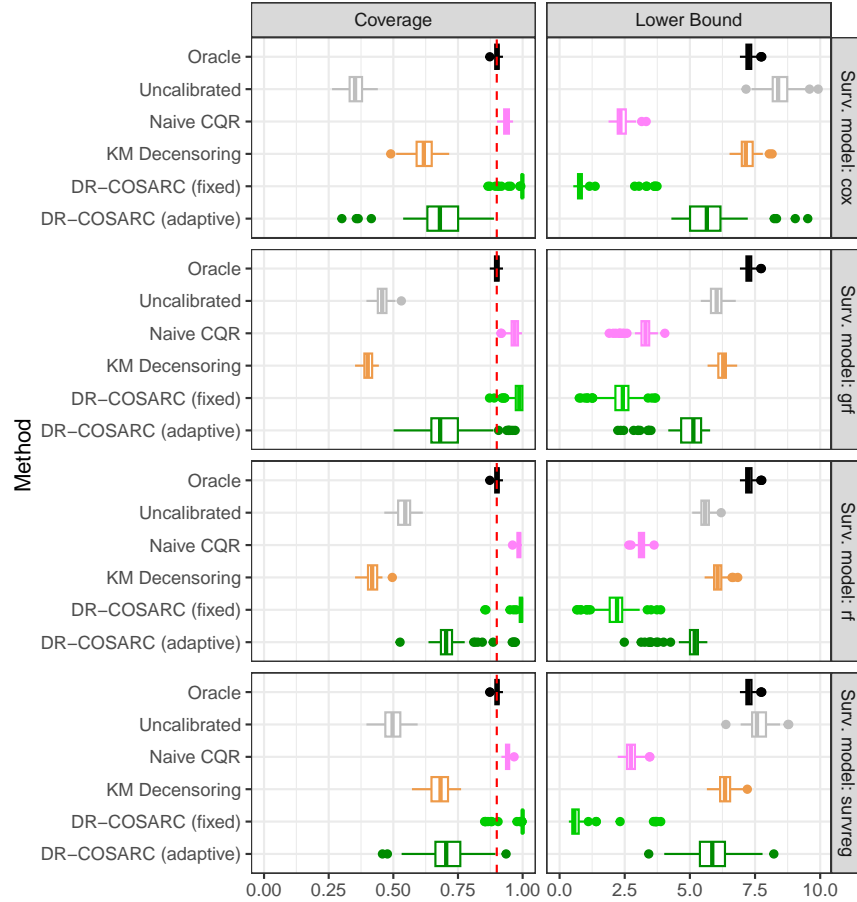 Coverage
Lower Bound
Method
Oracle
Uncalibrated
Naive CQR
KM Decensoring
DR−COSARC (fixed)
DR−COSARC (adaptive)
Surv. model: cox
Oracle
Uncalibrated
Naive CQR
KM Decensoring
DR−COSARC (fixed)
DR−COSARC (adaptive)
Surv. model: grf
Oracle
Uncalibrated
Naive CQR
KM Decensoring
DR−COSARC (fixed)
DR−COSARC (adaptive)
Surv. model: rf
Oracle
Uncalibrated
Naive CQR
KM Decensoring
DR−COSARC (fixed)
DR−COSARC (adaptive)
Surv. model: survreg
0.00 0.25 0.50 0.75 1.00
0.0 2.5 5.0 7.5 10.0